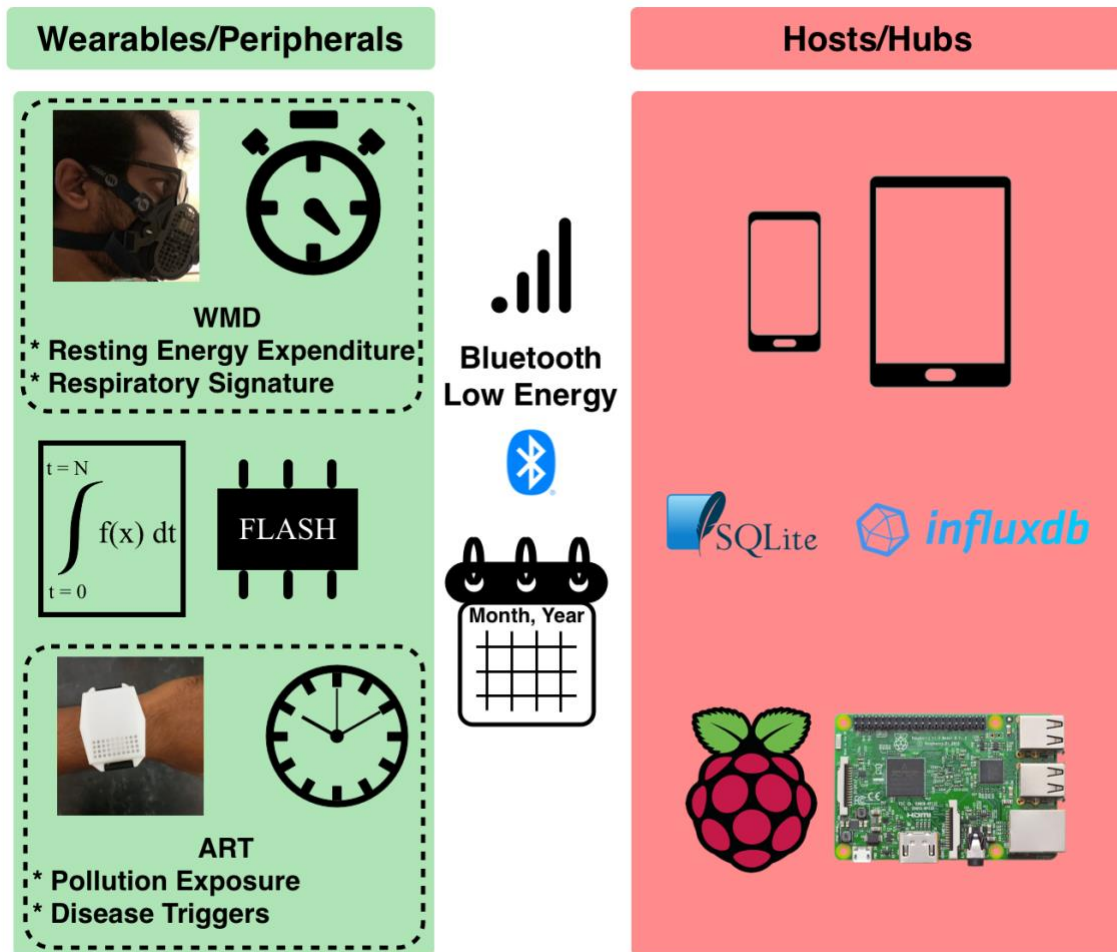 Wearables/Peripherals
Hosts/Hubs
WMD
* Resting Energy Expenditure
* Respiratory Signature
t = N
∫ f(x) dt
t = 0
FLASH
ART
* Pollution Exposure
* Disease Triggers
Bluetooth
Low Energy
Month, Year
SQLite
influxdb